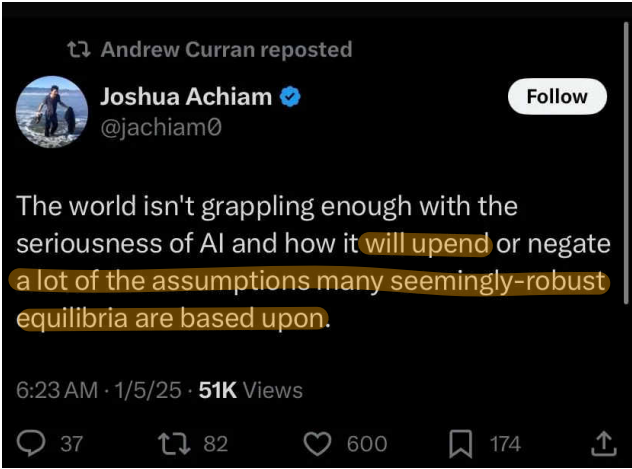 Andrew Curran reposted
Joshua Achiam
@jachiam0
Follow
The world isn't grappling enough with the
seriousness of AI and how it will upend or negate
a lot of the assumptions many seemingly-robust
equilibria are based upon.
6:23 AM · 1/5/25 · 51K Views
37 82 600 174